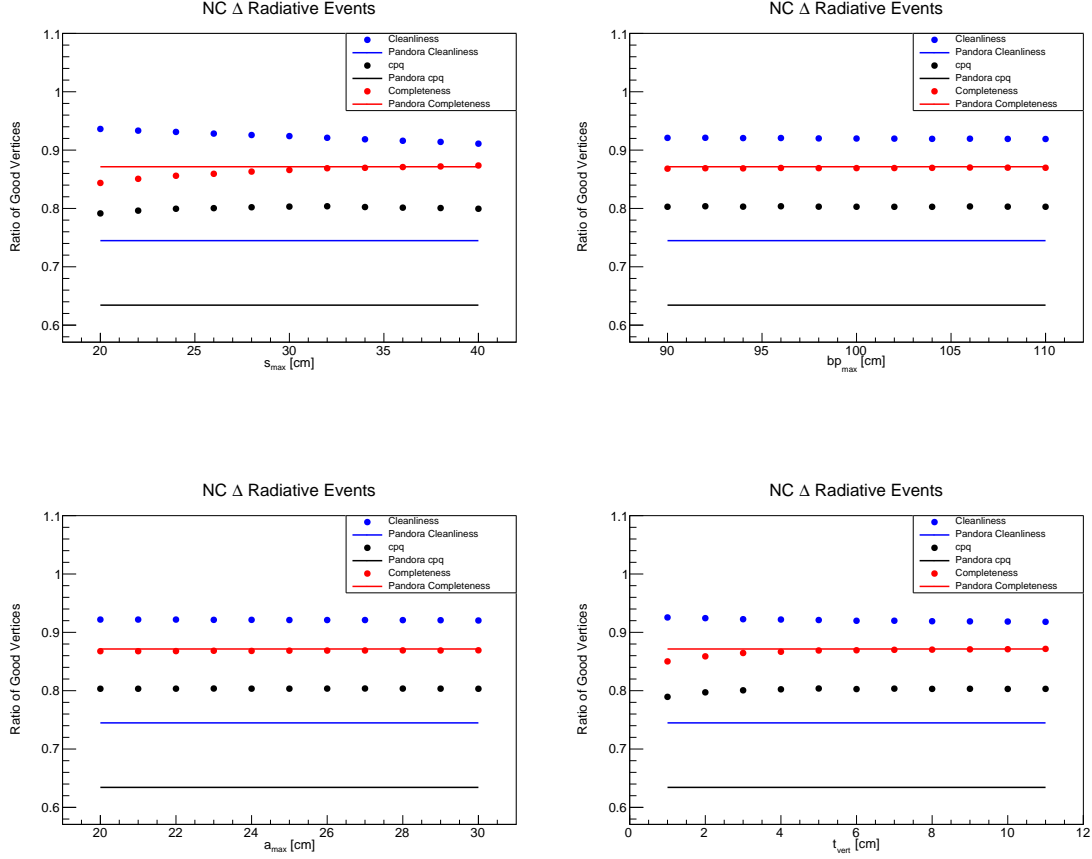 NC Δ Radiative Events
Ratio of Good Vertices
1.1
1
0.9
0.8
0.7
0.6
Cleanliness
Pandora Cleanliness
cpq
Pandora cpq
Completeness
Pandora Completeness
20 25 30 35 40
s_max [cm]
NC Δ Radiative Events
Ratio of Good Vertices
1.1
1
0.9
0.8
0.7
0.6
Cleanliness
Pandora Cleanliness
cpq
Pandora cpq
Completeness
Pandora Completeness
90 95 100 105 110
bp_max [cm]
NC Δ Radiative Events
Ratio of Good Vertices
1.1
1
0.9
0.8
0.7
0.6
Cleanliness
Pandora Cleanliness
cpq
Pandora cpq
Completeness
Pandora Completeness
20 22 24 26 28 30
a_max [cm]
NC Δ Radiative Events
Ratio of Good Vertices
1.1
1
0.9
0.8
0.7
0.6
Cleanliness
Pandora Cleanliness
cpq
Pandora cpq
Completeness
Pandora Completeness
0 2 4 6 8 10 12
t_vert [cm]